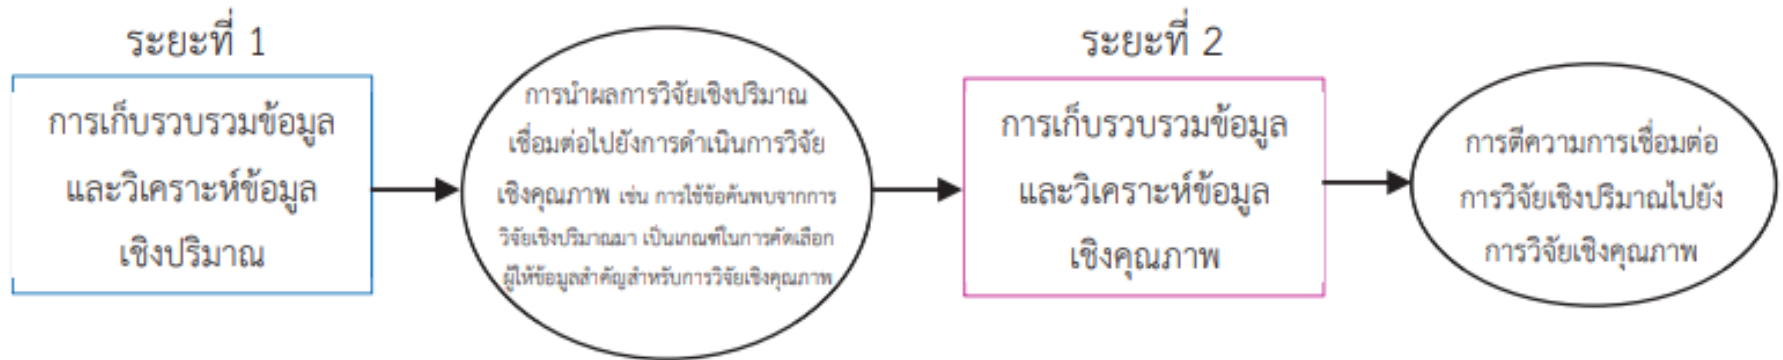 ระยะที่ 1
การเก็บรวบรวมข้อมูล
และวิเคราะห์ข้อมูล
เชิงปริมาณ
การนำผลการวิจัยเชิงปริมาณ
เชื่อมต่อไปยังการดำเนินการวิจัย
เชิงคุณภาพ เช่น การใช้ข้อค้นพบจากการ
วิจัยเชิงปริมาณมา เป็นเกณฑ์ในการคัดเลือก
ผู้ให้ข้อมูลสำคัญสำหรับการวิจัยเชิงคุณภาพ
ระยะที่ 2
การเก็บรวบรวมข้อมูล
และวิเคราะห์ข้อมูล
เชิงคุณภาพ
การตีความการเชื่อมต่อ
การวิจัยเชิงปริมาณไปยัง
การวิจัยเชิงคุณภาพ